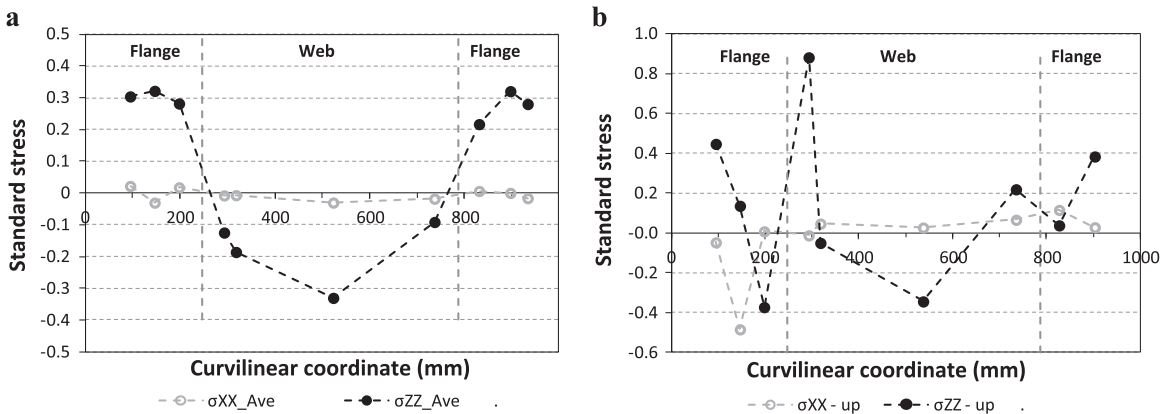 a
0.5
Flange Web Flange
0.4
0.3
0.2
0.1
0
0 200 400 600 800
-0.1
-0.2
-0.3
-0.4
-0.5
Standard stress
Curvilinear coordinate (mm)
σXX_Ave σZZ_Ave .
b
1.0
Flange Web Flange
0.8
0.6
0.4
0.2
-0.0
0 200 400 600 800 1000
-0.2
-0.4
-0.6
Standard stress
Curvilinear coordinate (mm)
σXX - up σZZ - up .